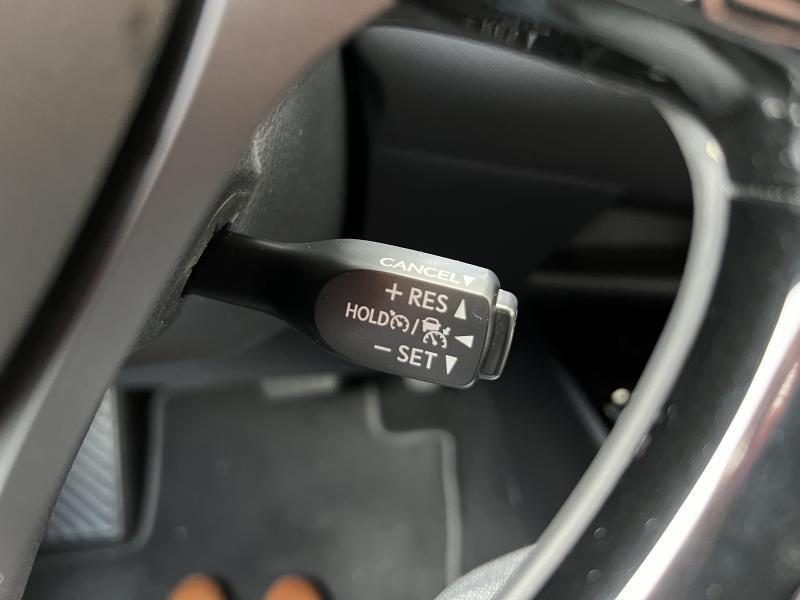 CANCEL▼
+ RES ▲
HOLD / ◀
− SET ▼